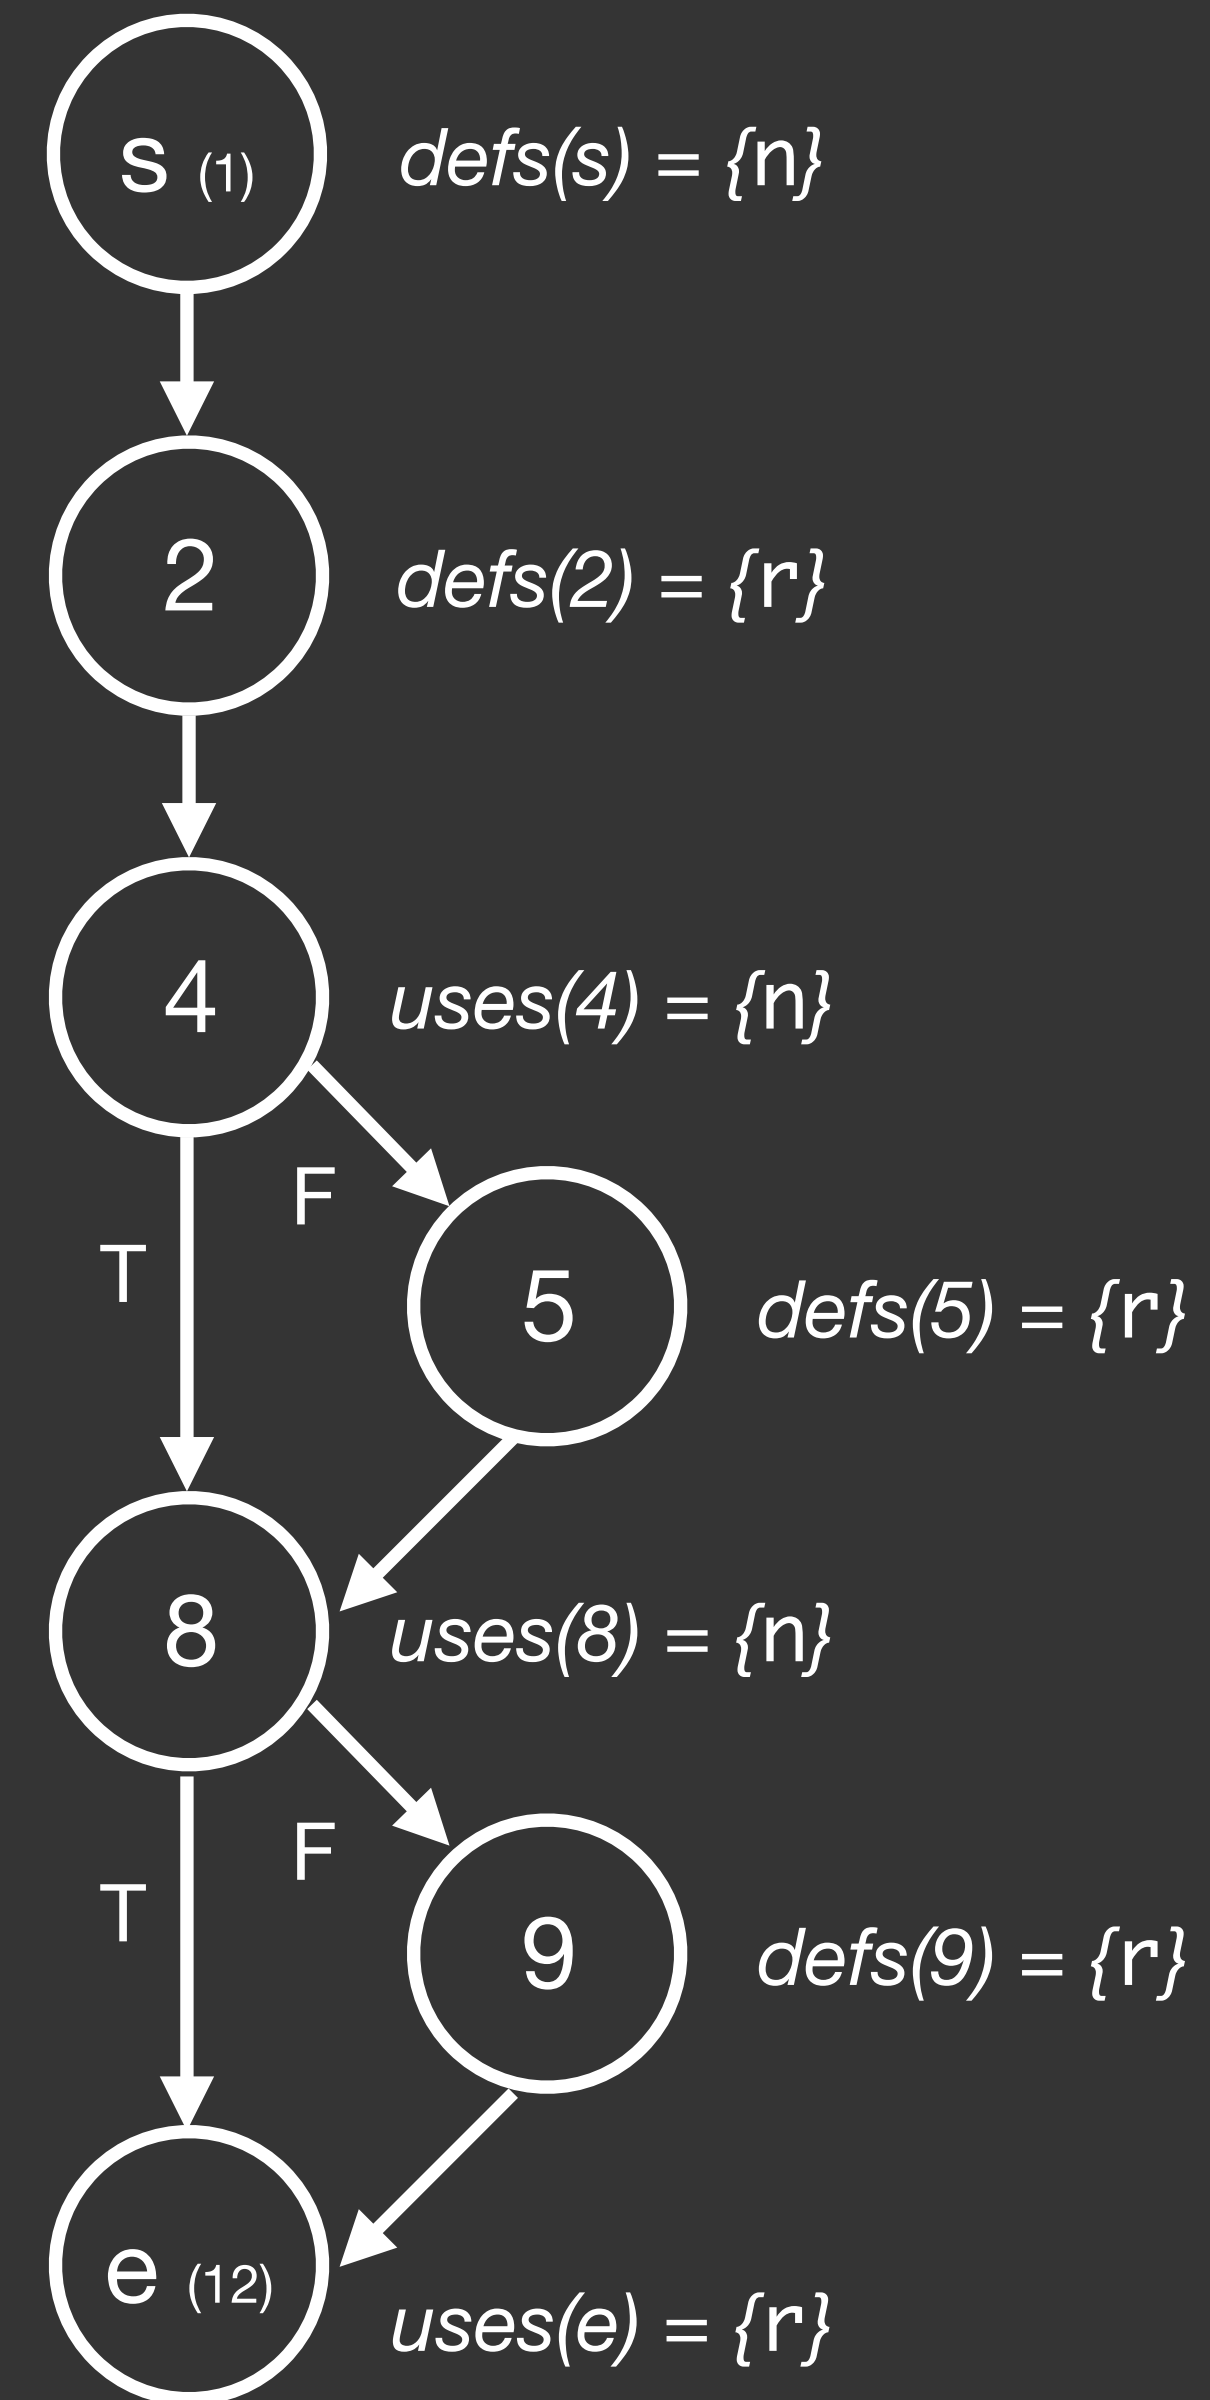 s (1) defs(s) = {n}
2 defs(2) = {r}
4 uses(4) = {n}
F
T
5 defs(5) = {r}
8 uses(8) = {n}
F
T
9 defs(9) = {r}
e (12) uses(e) = {r}